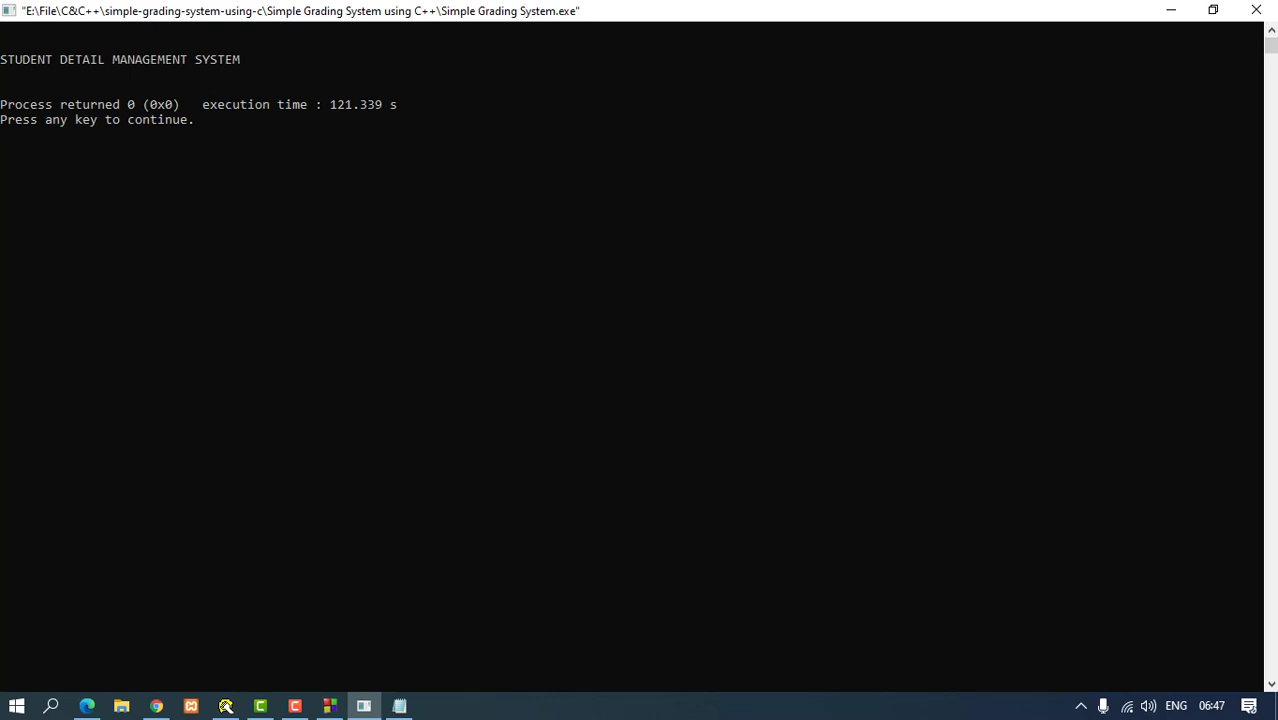 "E:\File\C&C++\simple-grading-system-using-c\Simple Grading System using C++\Simple Grading System.exe"
STUDENT DETAIL MANAGEMENT SYSTEM
Process returned 0 (0x0)   execution time : 121.339 s
Press any key to continue.
ENG 06:47